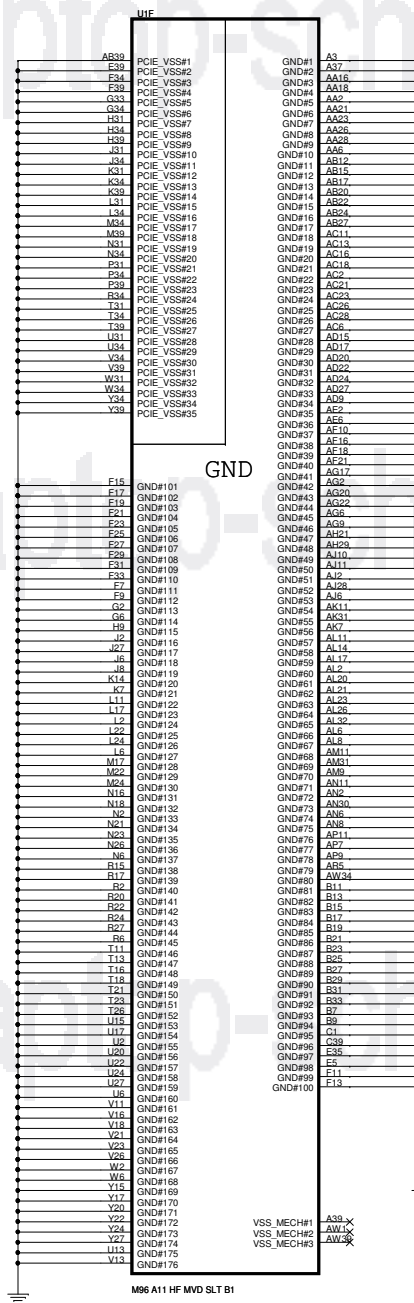 U1F
AB39 PCIE_VSS#1
E39 PCIE_VSS#2
F34 PCIE_VSS#3
F39 PCIE_VSS#4
G33 PCIE_VSS#5
G34 PCIE_VSS#6
H31 PCIE_VSS#7
H34 PCIE_VSS#8
H39 PCIE_VSS#9
J31 PCIE_VSS#10
J34 PCIE_VSS#11
K31 PCIE_VSS#12
K34 PCIE_VSS#13
K39 PCIE_VSS#14
L31 PCIE_VSS#15
L34 PCIE_VSS#16
M34 PCIE_VSS#17
M39 PCIE_VSS#18
N31 PCIE_VSS#19
N34 PCIE_VSS#20
P31 PCIE_VSS#21
P34 PCIE_VSS#22
P39 PCIE_VSS#23
R34 PCIE_VSS#24
T31 PCIE_VSS#25
T34 PCIE_VSS#26
T39 PCIE_VSS#27
U31 PCIE_VSS#28
U34 PCIE_VSS#29
V34 PCIE_VSS#30
V39 PCIE_VSS#31
W31 PCIE_VSS#32
W34 PCIE_VSS#33
Y34 PCIE_VSS#34
Y39 PCIE_VSS#35
GND
F15 GND#101
F17 GND#102
F19 GND#103
F21 GND#104
F23 GND#105
F25 GND#106
F27 GND#107
F29 GND#108
F31 GND#109
F33 GND#110
F7 GND#111
F9 GND#112
G2 GND#113
G6 GND#114
H9 GND#115
J2 GND#116
J27 GND#117
J6 GND#118
J8 GND#119
K14 GND#120
K7 GND#121
L11 GND#122
L17 GND#123
L2 GND#124
L22 GND#125
L24 GND#126
L6 GND#127
M17 GND#128
M22 GND#129
M24 GND#130
N16 GND#131
N18 GND#132
N2 GND#133
N21 GND#134
N23 GND#135
N26 GND#136
N6 GND#137
R15 GND#138
R17 GND#139
R2 GND#140
R20 GND#141
R22 GND#142
R24 GND#143
R27 GND#144
R6 GND#145
T11 GND#146
T13 GND#147
T16 GND#148
T18 GND#149
T21 GND#150
T23 GND#151
T26 GND#152
U15 GND#153
U17 GND#154
U2 GND#155
U20 GND#156
U22 GND#157
U24 GND#158
U27 GND#159
U6 GND#160
V11 GND#161
V16 GND#162
V18 GND#163
V21 GND#164
V23 GND#165
V26 GND#166
W2 GND#167
W6 GND#168
Y15 GND#169
Y17 GND#170
Y20 GND#171
Y22 GND#172
Y24 GND#173
Y27 GND#174
U13 GND#175
V13 GND#176
GND#1 A3
GND#2 A37
GND#3 AA16
GND#4 AA18
GND#5 AA2
GND#6 AA21
GND#7 AA23
GND#8 AA26
GND#9 AA28
GND#10 AA6
GND#11 AB12
GND#12 AB15
GND#13 AB17
GND#14 AB20
GND#15 AB22
GND#16 AB24
GND#17 AB27
GND#18 AC11
GND#19 AC13
GND#20 AC16
GND#21 AC18
GND#22 AC2
GND#23 AC21
GND#24 AC23
GND#25 AC26
GND#26 AC28
GND#27 AC6
GND#28 AD15
GND#29 AD17
GND#30 AD20
GND#31 AD22
GND#32 AD24
GND#33 AD27
GND#34 AD9
GND#35 AE2
GND#36 AE6
GND#37 AF10
GND#38 AF16
GND#39 AF18
GND#40 AF21
GND#41 AG17
GND#42 AG2
GND#43 AG20
GND#44 AG22
GND#45 AG6
GND#46 AG9
GND#47 AH21
GND#48 AH29
GND#49 AJ10
GND#50 AJ11
GND#51 AJ2
GND#52 AJ28
GND#53 AJ6
GND#54 AK11
GND#55 AK31
GND#56 AK7
GND#57 AL11
GND#58 AL14
GND#59 AL17
GND#60 AL2
GND#61 AL20
GND#62 AL21
GND#63 AL23
GND#64 AL26
GND#65 AL32
GND#66 AL6
GND#67 AL8
GND#68 AM11
GND#69 AM31
GND#70 AM9
GND#71 AN11
GND#72 AN2
GND#73 AN30
GND#74 AN6
GND#75 AN8
GND#76 AP11
GND#77 AP7
GND#78 AP9
GND#79 AR5
GND#80 AW34
GND#81 B11
GND#82 B13
GND#83 B15
GND#84 B17
GND#85 B19
GND#86 B21
GND#87 B23
GND#88 B25
GND#89 B27
GND#90 B29
GND#91 B31
GND#92 B33
GND#93 B7
GND#94 B9
GND#95 C1
GND#96 C39
GND#97 E35
GND#98 E5
GND#99 F11
GND#100 F13
VSS_MECH#1 A39
VSS_MECH#2 AW1
VSS_MECH#3
M96 A11 HF MVD SLT B1